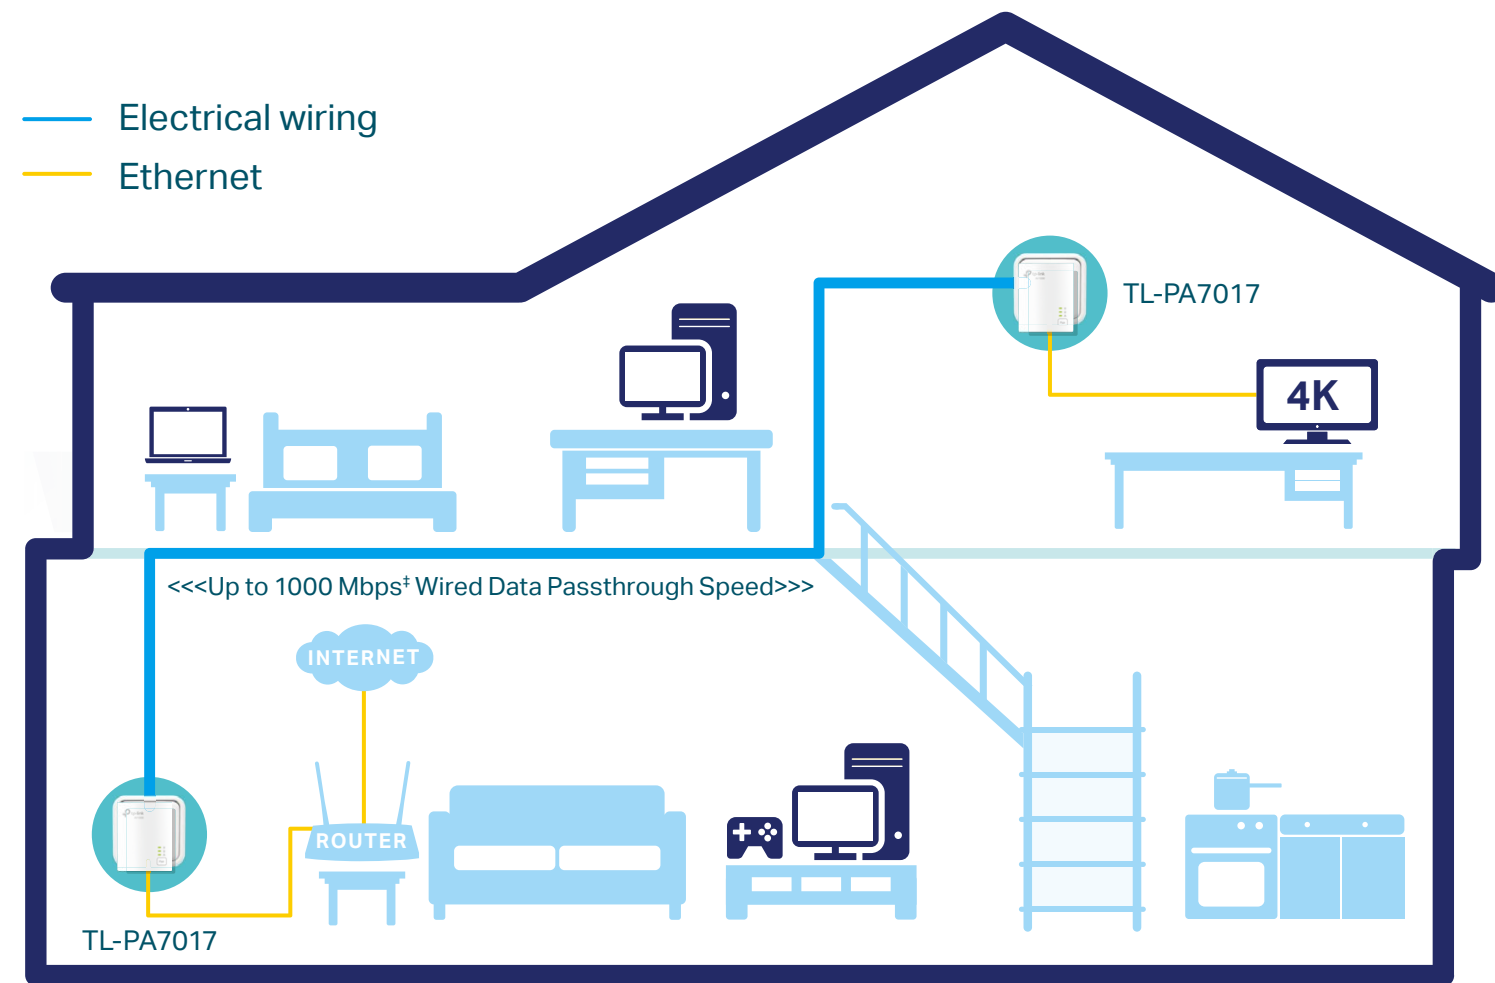 Electrical wiring
Ethernet
TL-PA7017
4K
<<<Up to 1000 Mbps‡ Wired Data Passthrough Speed>>>
INTERNET
ROUTER
TL-PA7017